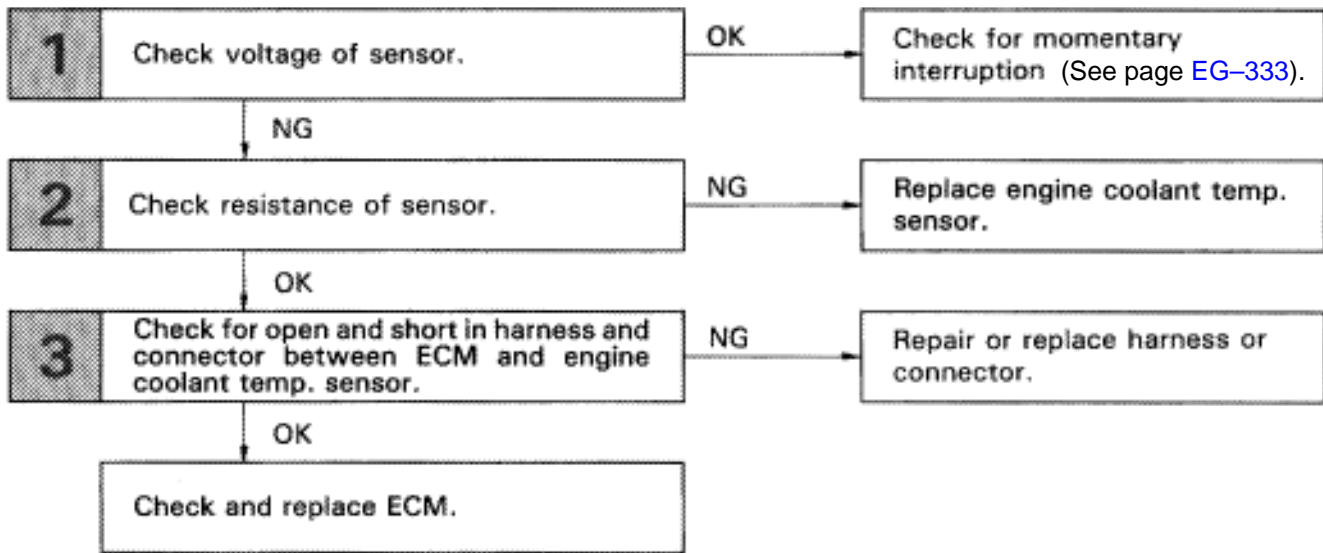 1
Check voltage of sensor.
OK
Check for momentary
interruption (See page EG–333).
NG
2
Check resistance of sensor.
NG
Replace engine coolant temp.
sensor.
OK
3
Check for open and short in harness and
connector between ECM and engine
coolant temp. sensor.
NG
Repair or replace harness or
connector.
OK
Check and replace ECM.